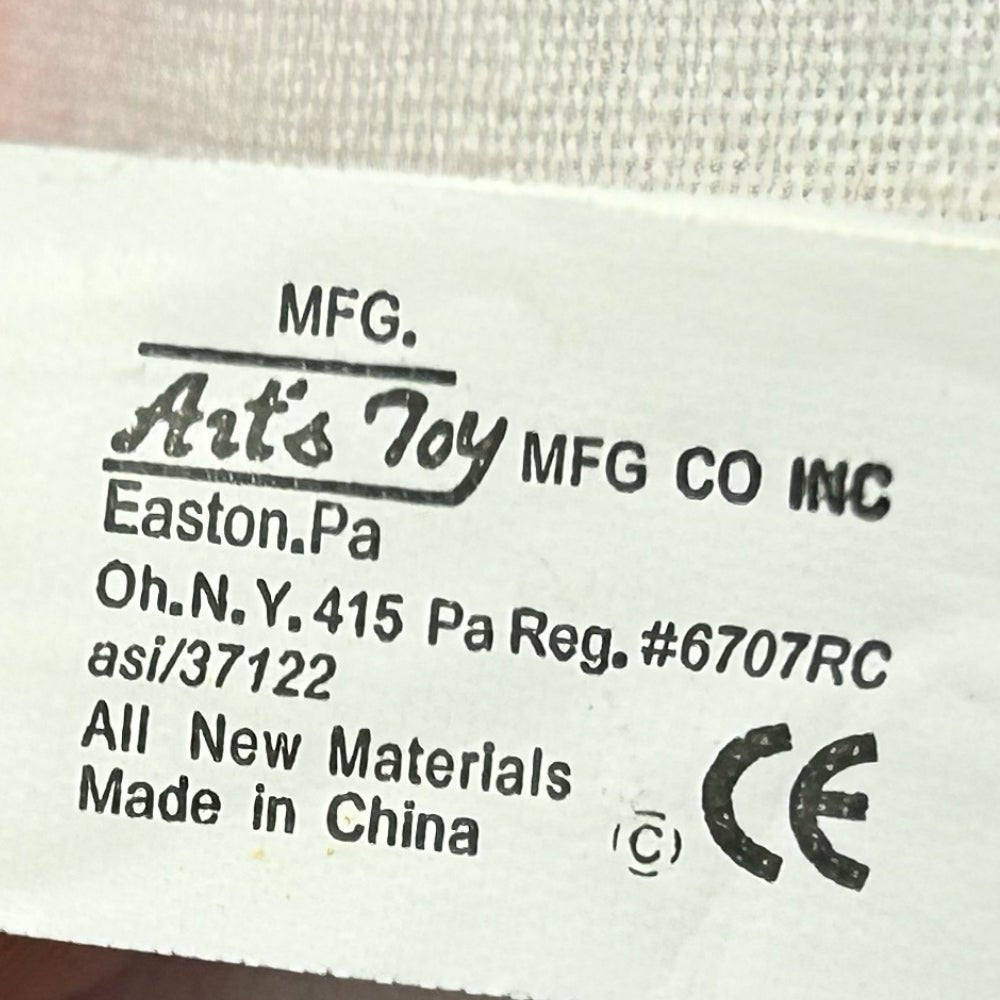 MFG.
Art's Toy MFG CO INC
Easton.Pa
Oh.N.Y.415 Pa Reg. #6707RC
asi/37122
All New Materials
Made in China
(C) CE